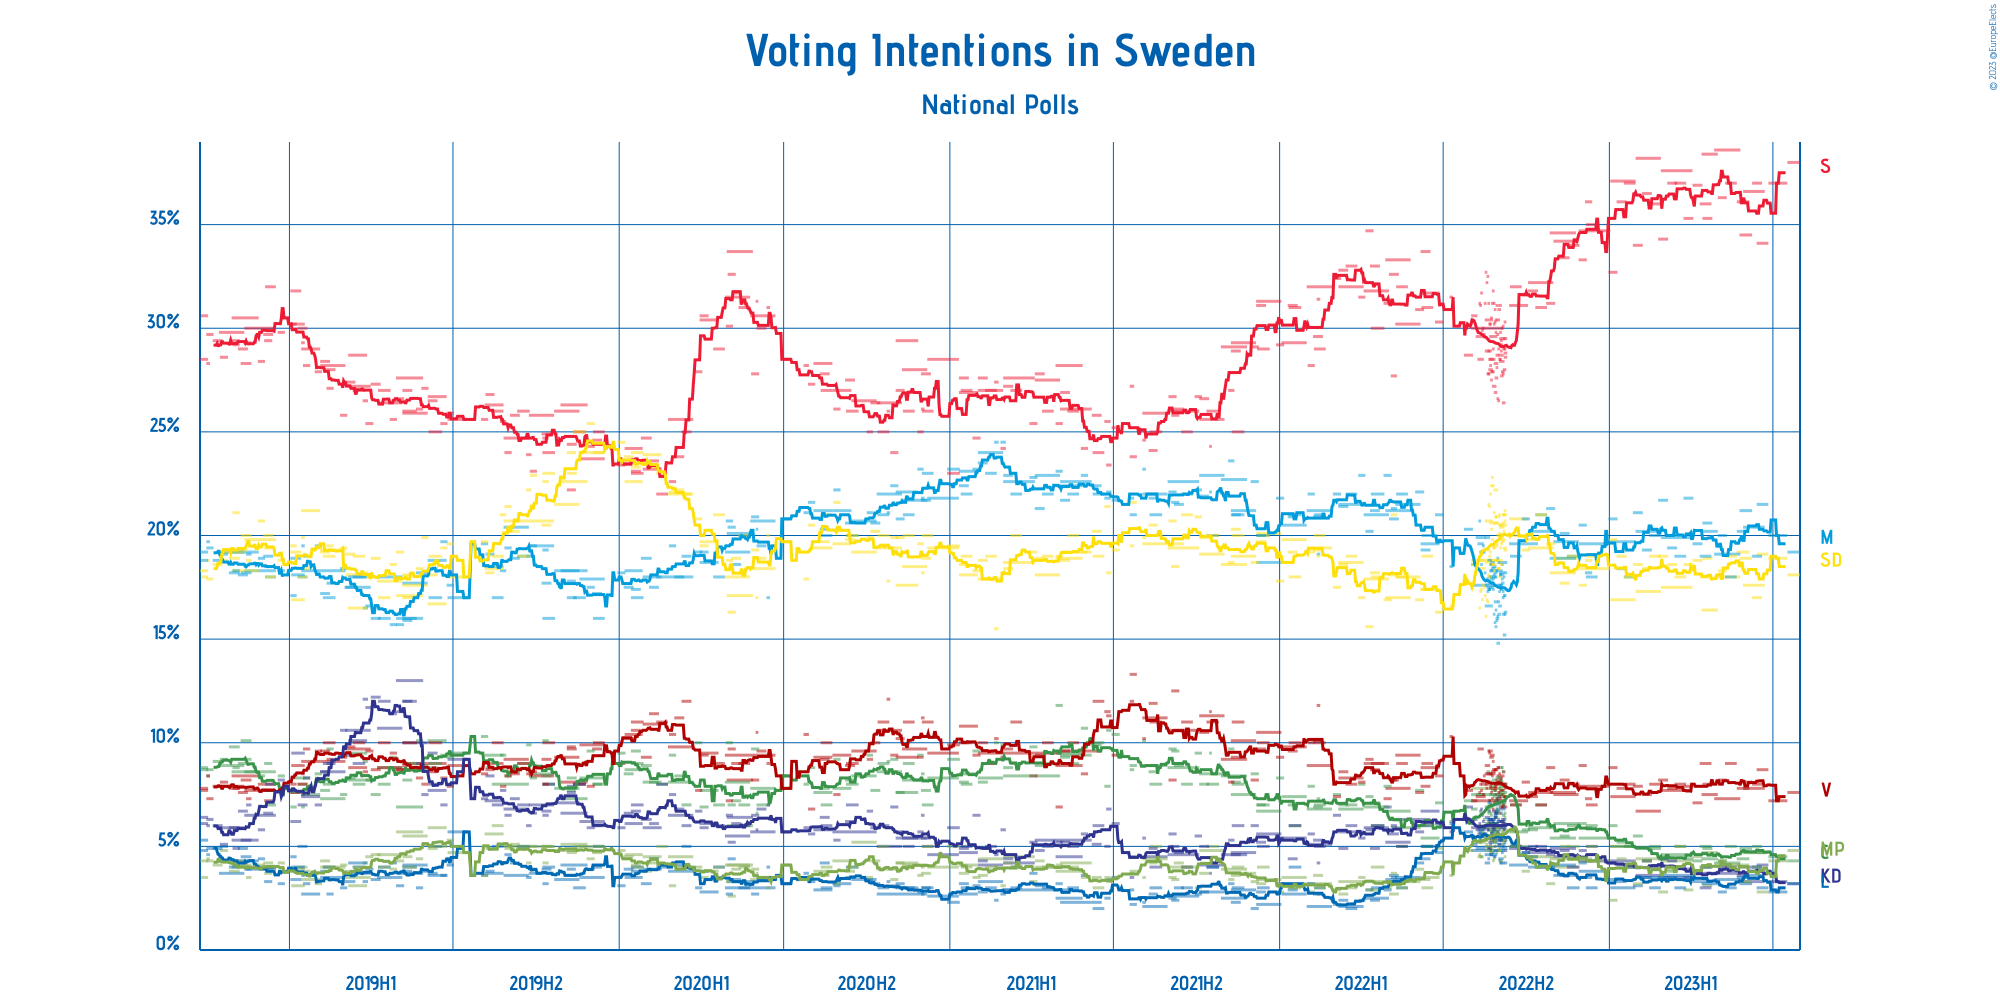 Voting Intentions in Sweden
National Polls
© 2023 @EuropeElects
35%
30%
25%
20%
15%
10%
5%
0%
S
M
SD
V
MP
KD
L
2019H1
2019H2
2020H1
2020H2
2021H1
2021H2
2022H1
2022H2
2023H1